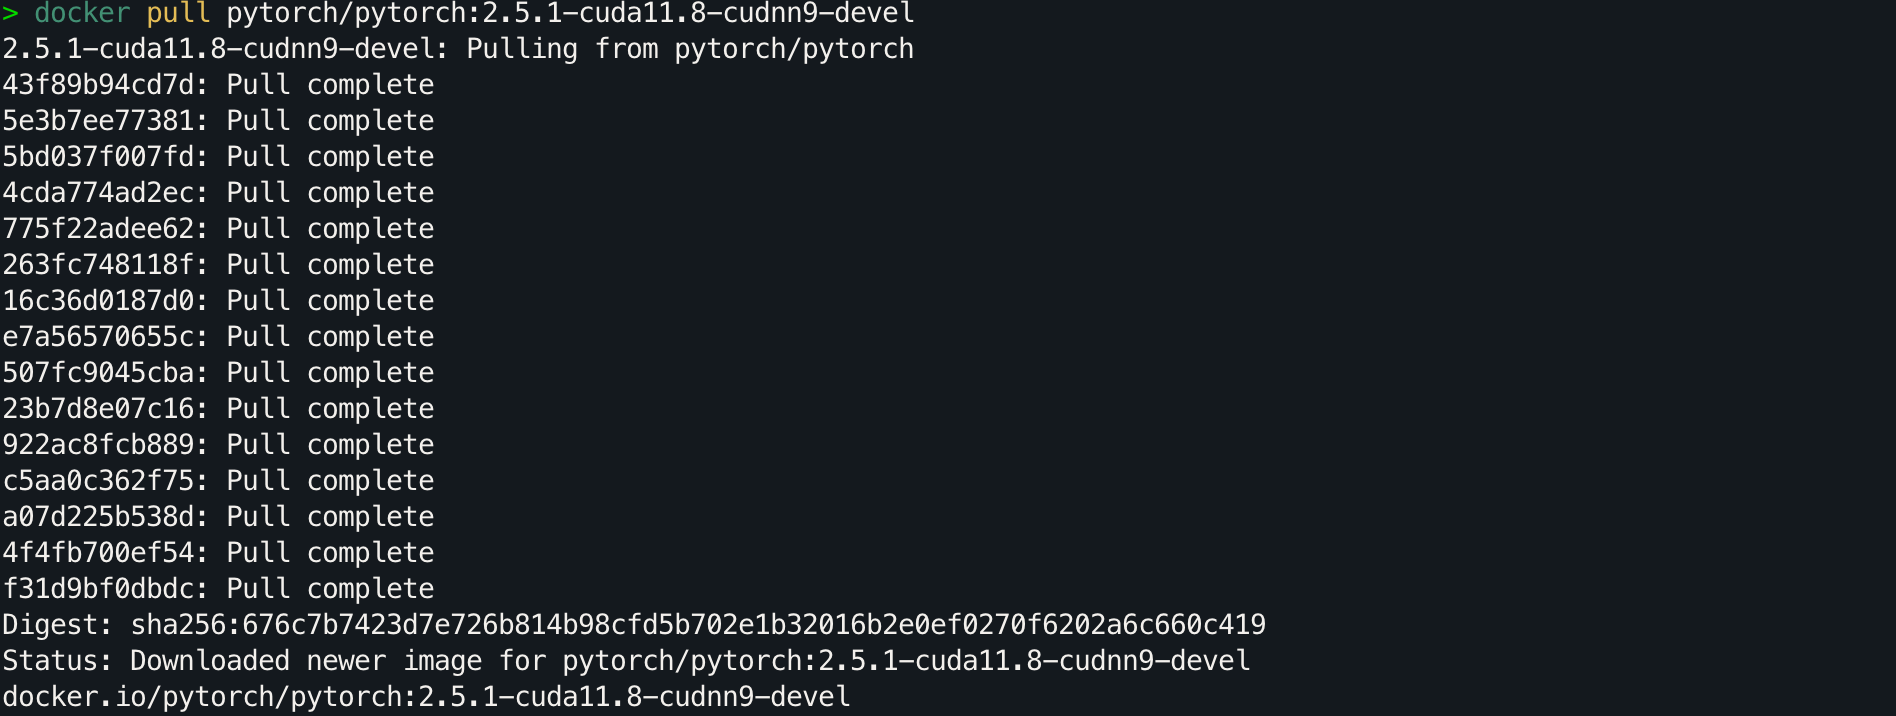 > docker pull pytorch/pytorch:2.5.1-cuda11.8-cudnn9-devel
2.5.1-cuda11.8-cudnn9-devel: Pulling from pytorch/pytorch
43f89b94cd7d: Pull complete
5e3b7ee77381: Pull complete
5bd037f007fd: Pull complete
4cda774ad2ec: Pull complete
775f22adee62: Pull complete
263fc748118f: Pull complete
16c36d0187d0: Pull complete
e7a56570655c: Pull complete
507fc9045cba: Pull complete
23b7d8e07c16: Pull complete
922ac8fcb889: Pull complete
c5aa0c362f75: Pull complete
a07d225b538d: Pull complete
4f4fb700ef54: Pull complete
f31d9bf0dbdc: Pull complete
Digest: sha256:676c7b7423d7e726b814b98cfd5b702e1b32016b2e0ef0270f6202a6c660c419
Status: Downloaded newer image for pytorch/pytorch:2.5.1-cuda11.8-cudnn9-devel
docker.io/pytorch/pytorch:2.5.1-cuda11.8-cudnn9-devel